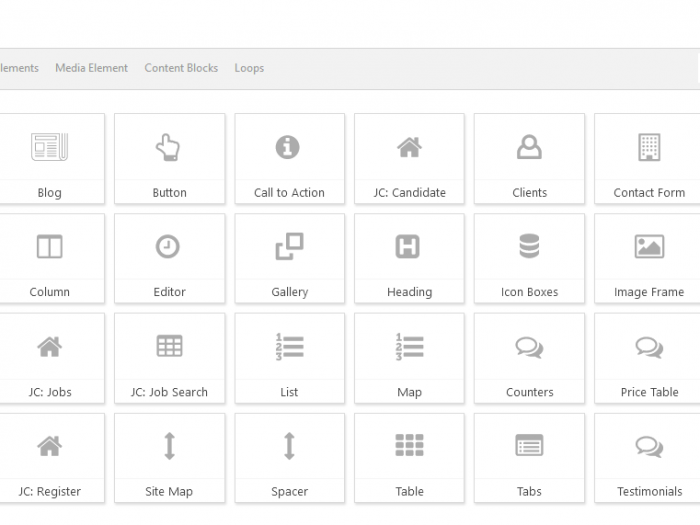 lements Media Element Content Blocks Loops
Blog Button Call to Action JC: Candidate Clients Contact Form
Column Editor Gallery Heading Icon Boxes Image Frame
JC: Jobs JC: Job Search List Map Counters Price Table
JC: Register Site Map Spacer Table Tabs Testimonials